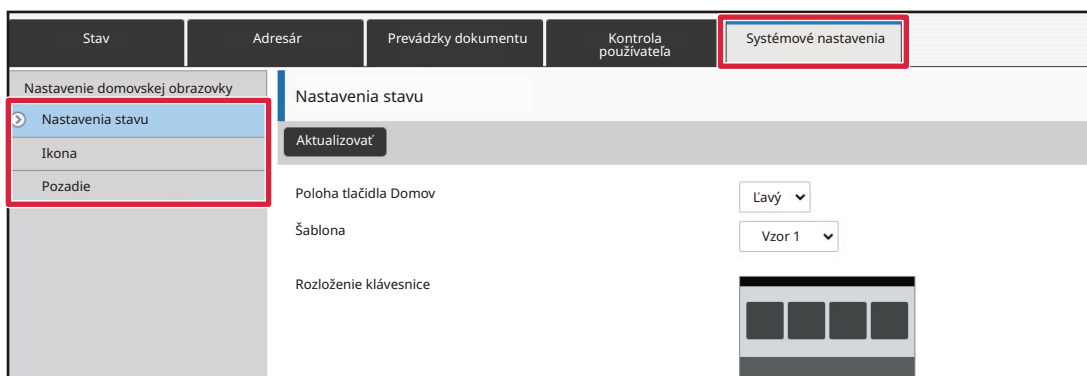 Stav
Adresár
Prevádzky dokumentu
Kontrola
používateľa
Systémové nastavenia
Nastavenie domovskej obrazovky
Nastavenia stavu
Ikona
Pozadie
Nastavenia stavu
Aktualizovať
Poloha tlačidla Domov
Ľavý
Šablona
Vzor 1
Rozloženie klávesnice